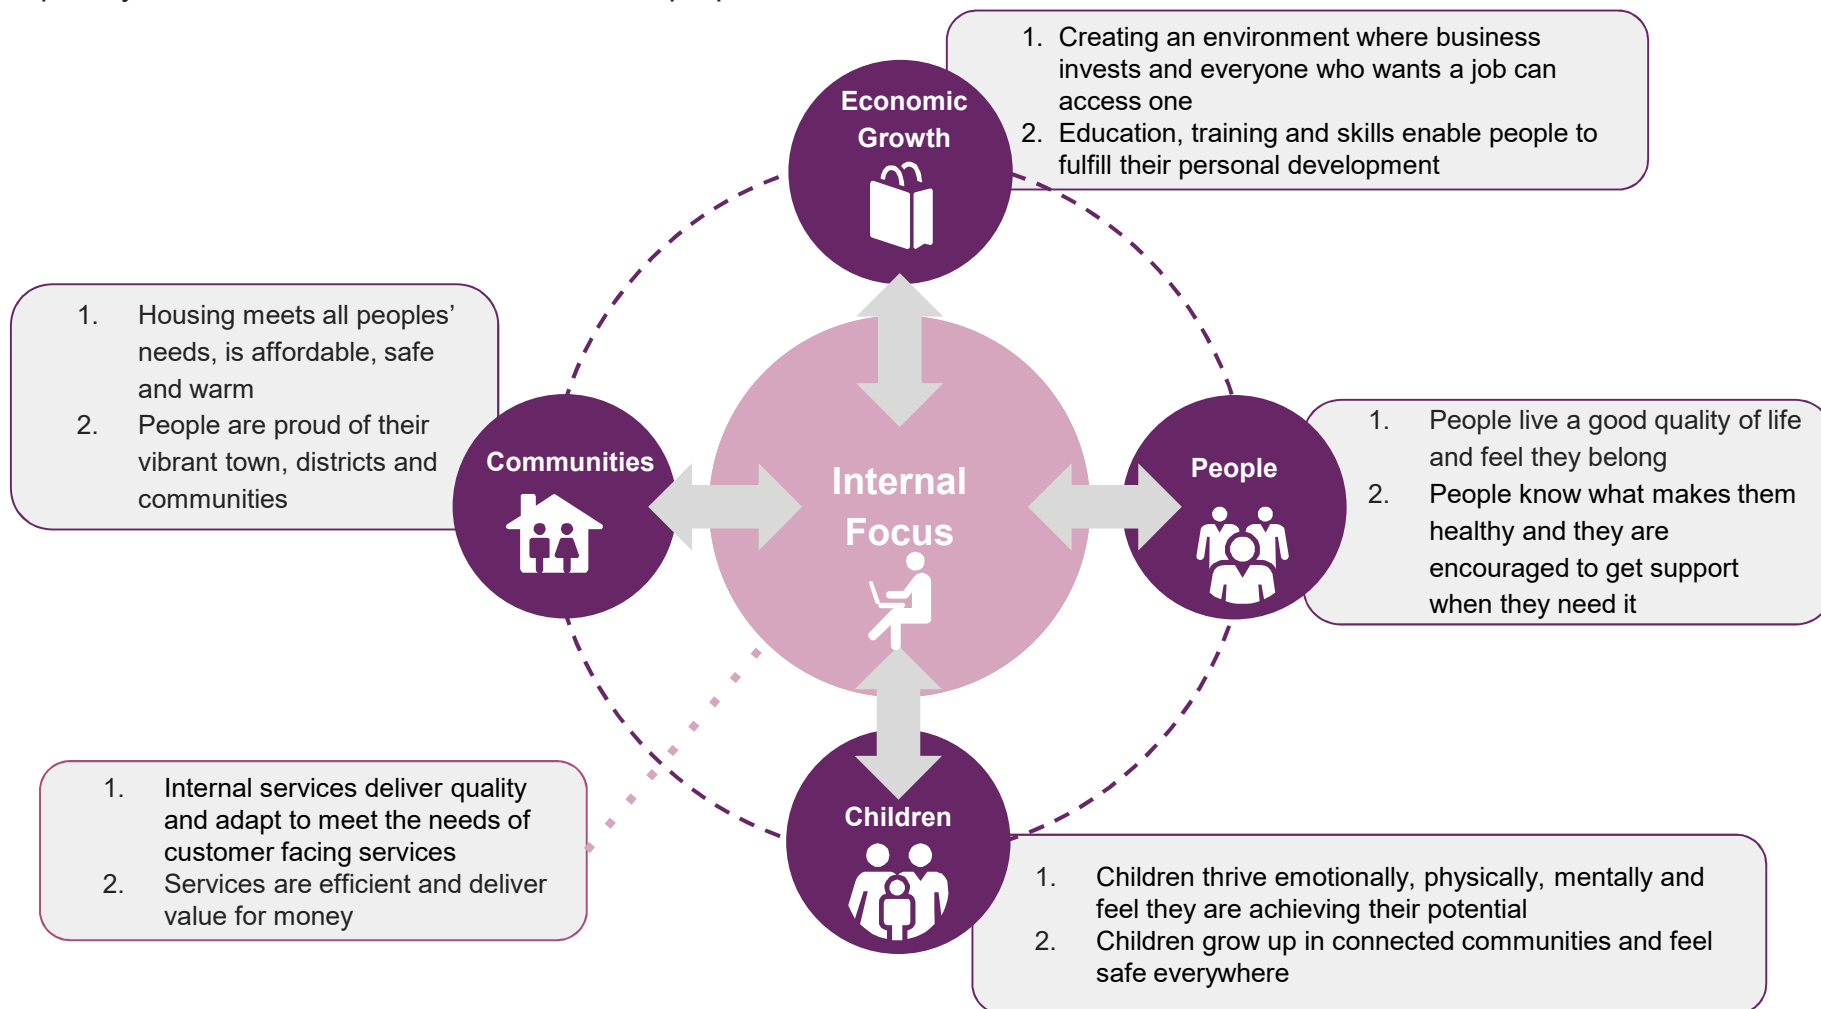 1. Creating an environment where business
invests and everyone who wants a job can
access one
2. Education, training and skills enable people to
fulfill their personal development
Economic
Growth
1. Housing meets all peoples’
needs, is affordable, safe
and warm
2. People are proud of their
vibrant town, districts and
communities
Communities
Internal
Focus
People
1. People live a good quality of life
and feel they belong
2. People know what makes them
healthy and they are
encouraged to get support
when they need it
1. Internal services deliver quality
and adapt to meet the needs of
customer facing services
2. Services are efficient and deliver
value for money
Children
1. Children thrive emotionally, physically, mentally and
feel they are achieving their potential
2. Children grow up in connected communities and feel
safe everywhere